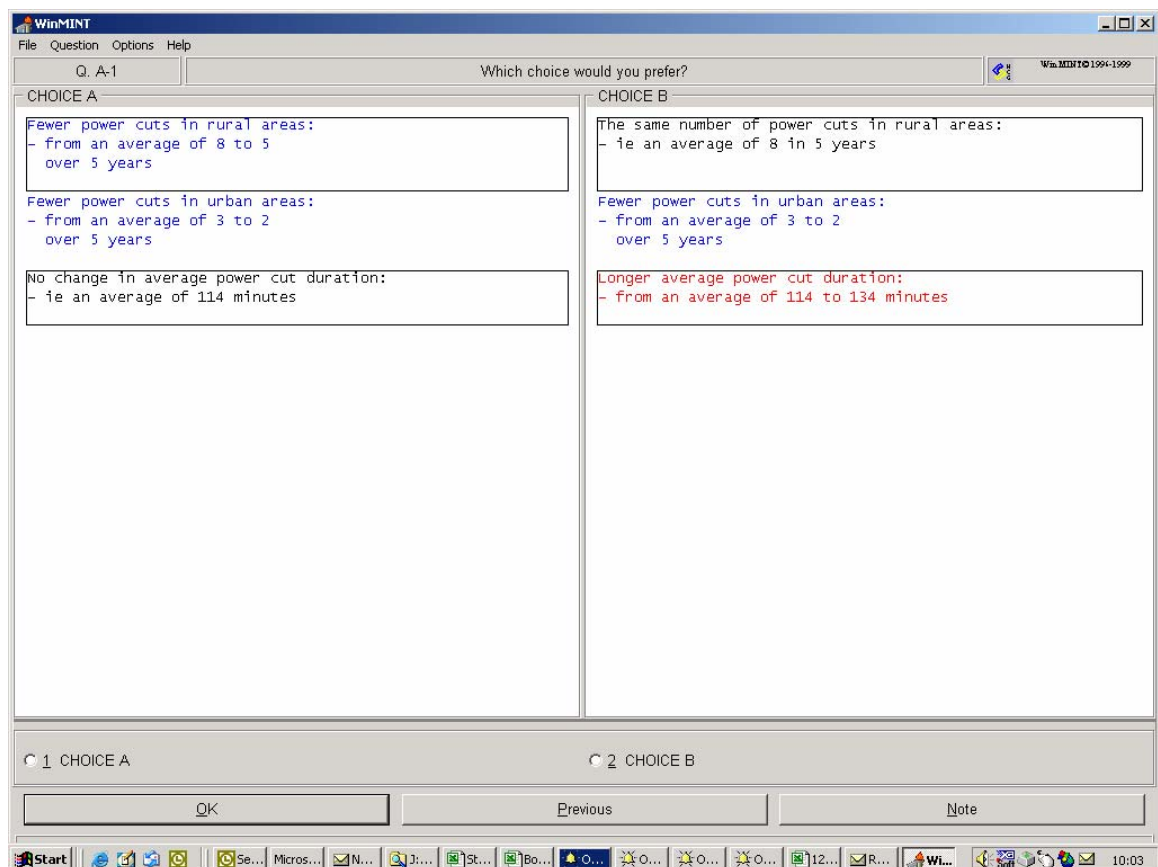 WinMINT
File Question Options Help
Q. A-1
Which choice would you prefer?
WinMINT©1994-1999
CHOICE A
Fewer power cuts in rural areas:
- from an average of 8 to 5
over 5 years
Fewer power cuts in urban areas:
- from an average of 3 to 2
over 5 years
No change in average power cut duration:
- ie an average of 114 minutes
CHOICE B
The same number of power cuts in rural areas:
- ie an average of 8 in 5 years
Fewer power cuts in urban areas:
- from an average of 3 to 2
over 5 years
Longer average power cut duration:
- from an average of 114 to 134 minutes
1 CHOICE A
2 CHOICE B
OK
Previous
Note
Start Se... Micros... N... J:... St... Bo... O... O... O... O... 12... R... Wi... 10:03